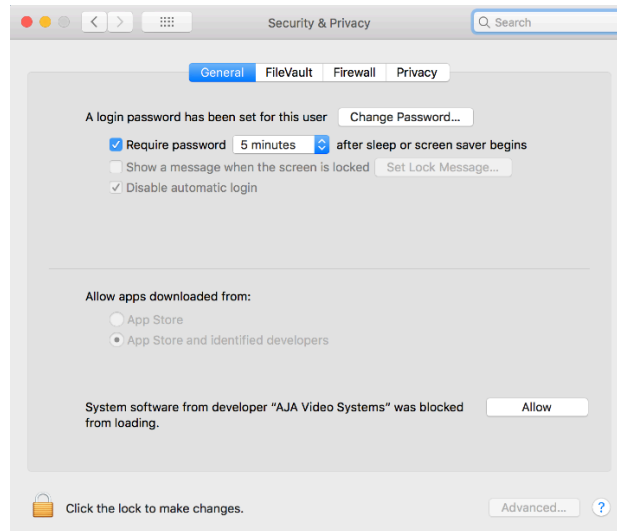 Security & Privacy
Search
General FileVault Firewall Privacy
A login password has been set for this user Change Password...
Require password 5 minutes after sleep or screen saver begins
Show a message when the screen is locked Set Lock Message...
Disable automatic login
Allow apps downloaded from:
App Store
App Store and identified developers
System software from developer “AJA Video Systems” was blocked Allow
from loading.
Click the lock to make changes. Advanced... ?